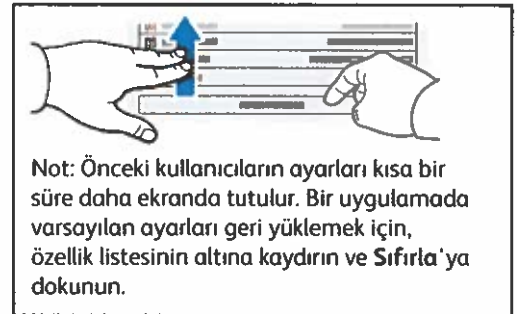 Not: Önceki kullanıcıların ayarları kısa bir
süre daha ekranda tutulur. Bir uygulamada
varsayılan ayarları geri yüklemek için,
özellik listesinin altına kaydırın ve Sıfırla'ya
dokunun.